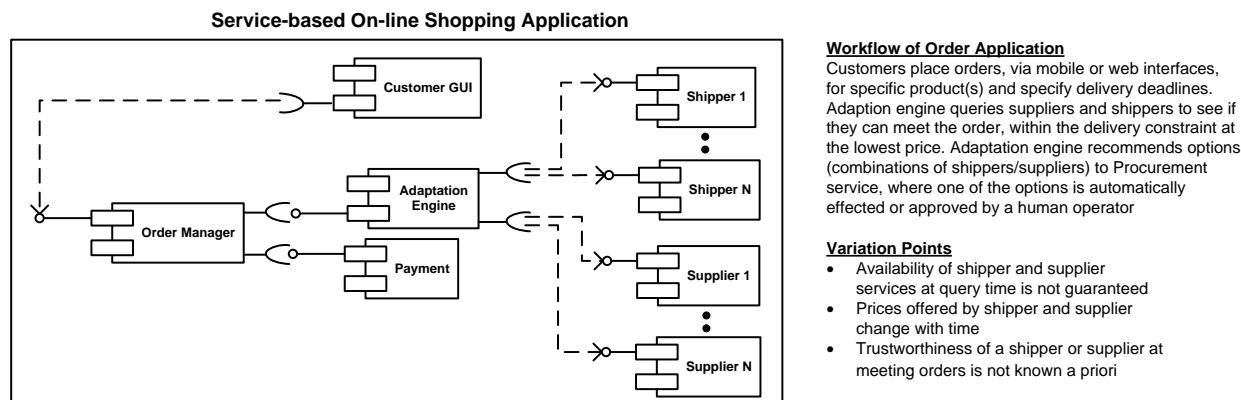 Service-based On-line Shopping Application
Customer GUI
Order Manager
Adaptation
Engine
Payment
Shipper 1
Shipper N
Supplier 1
Supplier N
Workflow of Order Application
Customers place orders, via mobile or web interfaces,
for specific product(s) and specify delivery deadlines.
Adaption engine queries suppliers and shippers to see if
they can meet the order, within the delivery constraint at
the lowest price. Adaptation engine recommends options
(combinations of shippers/suppliers) to Procurement
service, where one of the options is automatically
effected or approved by a human operator
Variation Points
• Availability of shipper and supplier
services at query time is not guaranteed
• Prices offered by shipper and supplier
change with time
• Trustworthiness of a shipper or supplier at
meeting orders is not known a priori